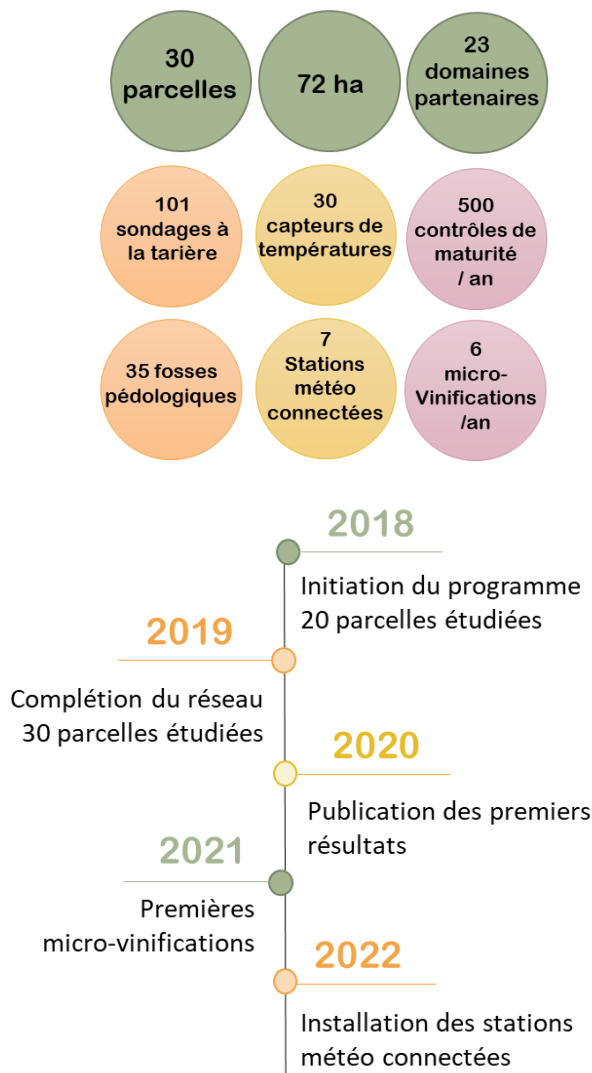 30
parcelles
72 ha
23
domaines
partenaires
101
sondages à
la tarière
30
capteurs de
températures
500
contrôles de
maturité
/ an
35 fosses
pédologiques
7
Stations
météo
connectées
6
micro-
Vinifications
/an
2018
Initiation du programme
20 parcelles étudiées
2019
Complétion du réseau
30 parcelles étudiées
2020
Publication des premiers
résultats
2021
Premières
micro-vinifications
2022
Installation des stations
météo connectées